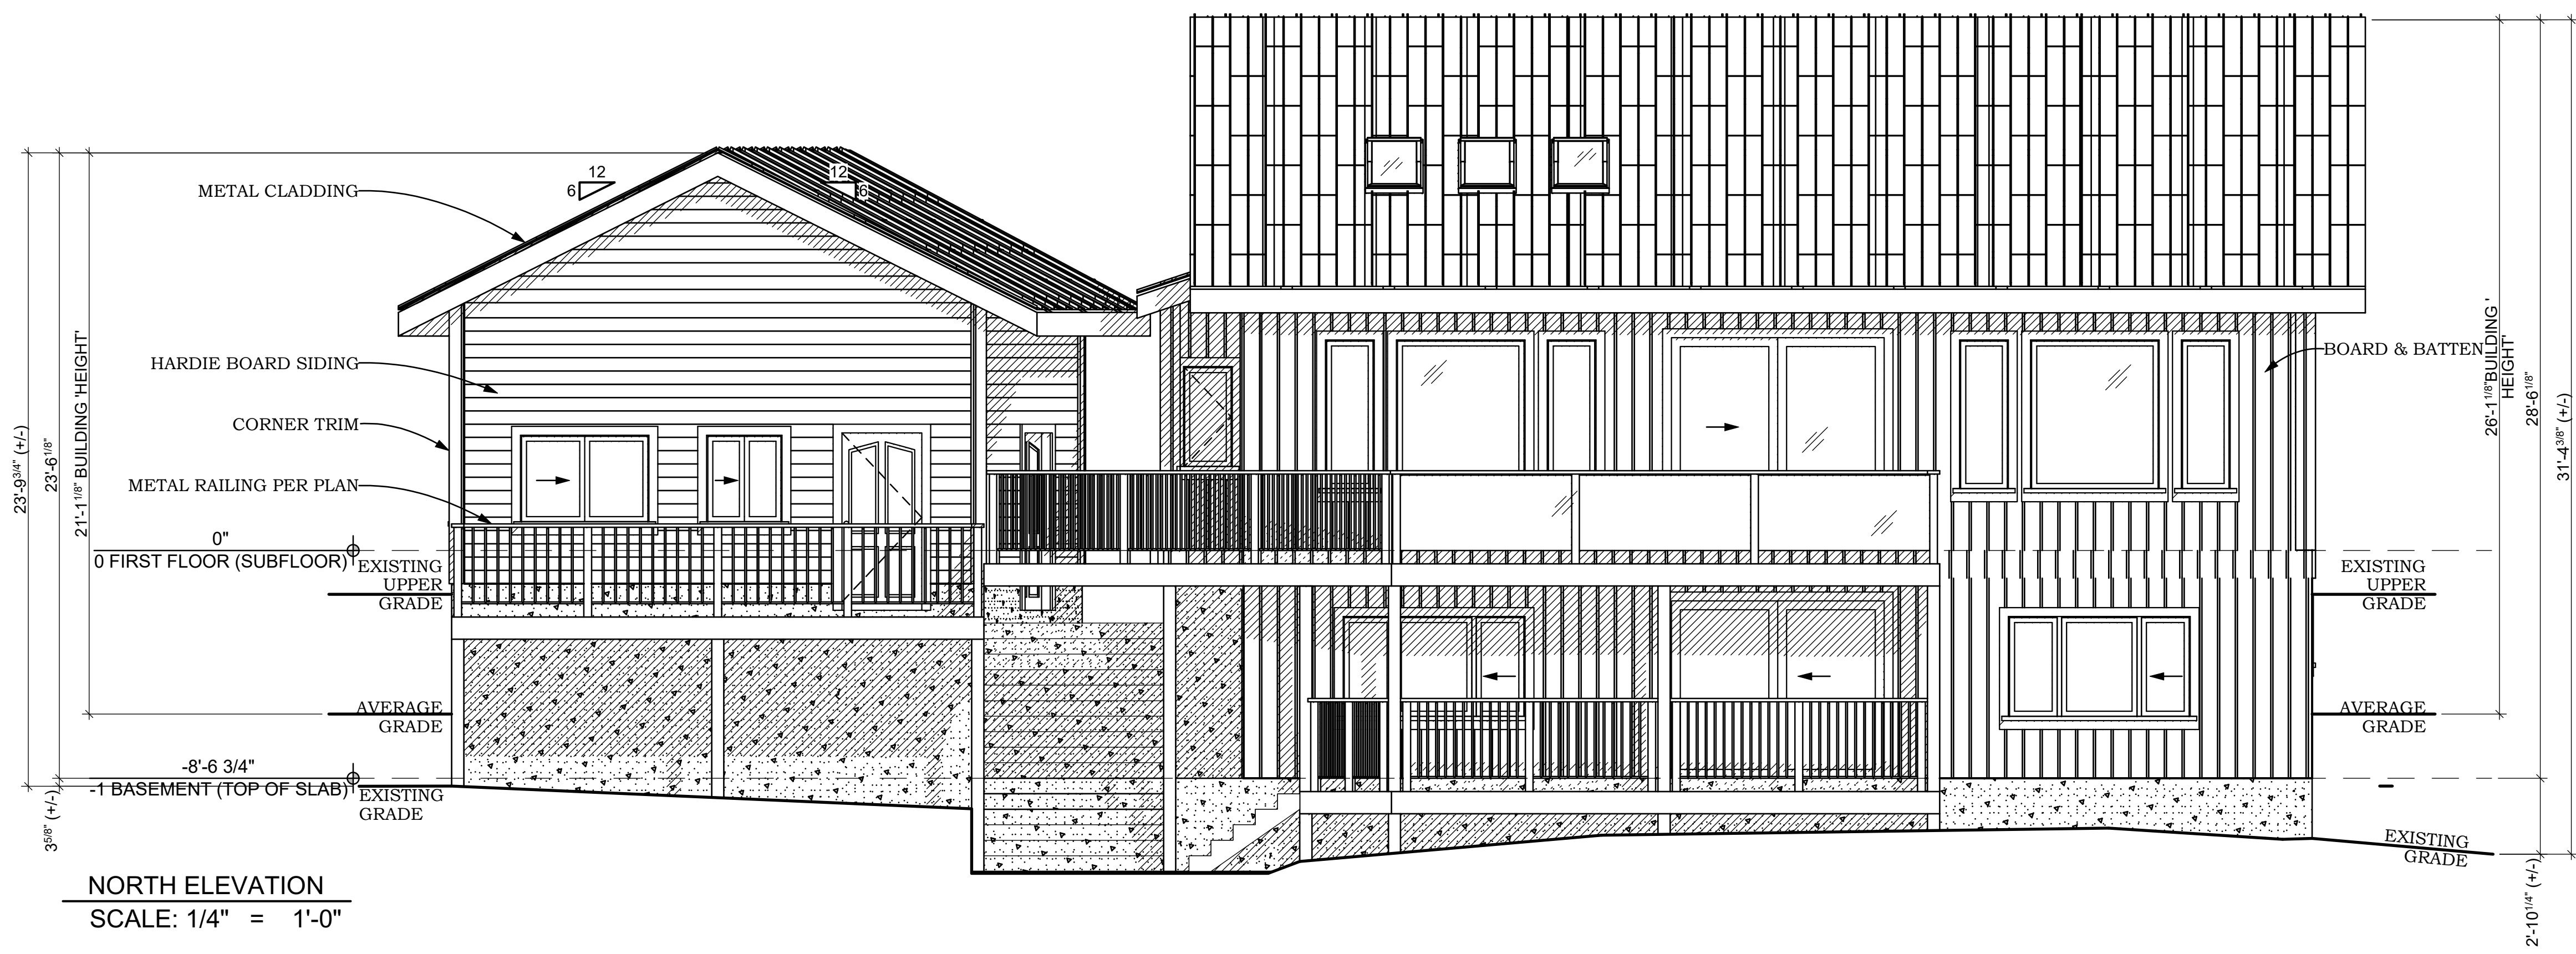 METAL CLADDING
12
6
12
6
HARDIE BOARD SIDING
CORNER TRIM
METAL RAILING PER PLAN
0"
0 FIRST FLOOR (SUBFLOOR)
EXISTING
UPPER
GRADE
AVERAGE
GRADE
-8'-6 3/4"
-1 BASEMENT (TOP OF SLAB)
EXISTING
GRADE
23'-9 3/4" (+/-)
23'-6 1/8"
21'-1 1/8" BUILDING 'HEIGHT'
3 5/8" (+/-)
BOARD & BATTEN
26'-1 1/8" BUILDING '
HEIGHT'
28'-6 1/8"
31'-4 3/8" (+/-)
EXISTING
UPPER
GRADE
AVERAGE
GRADE
EXISTING
GRADE
2'-10 1/4" (+/-)
NORTH ELEVATION
SCALE: 1/4" = 1'-0"